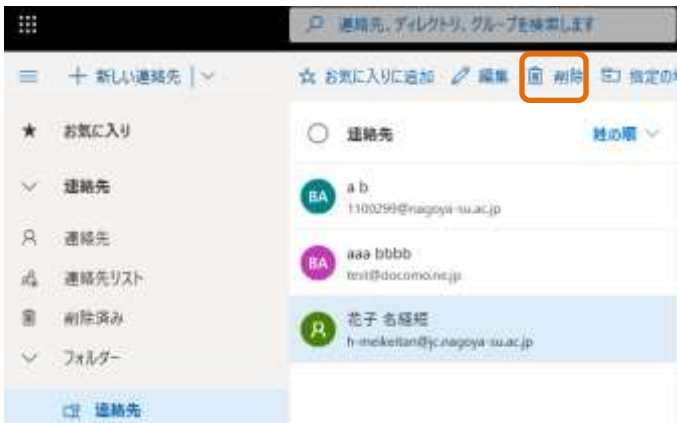 連絡先、ディレクトリ、グループを検索します
新しい連絡先
お気に入りに追加 編集 削除 指定の
お気に入り
連絡先
連絡先
連絡先リスト
削除済み
フォルダー
連絡先
連絡先 姓の順
BA a b
1100299@nagoya-su.ac.jp
BA aaa bbbb
test@docomo.ne.jp
R 花子 名経短
h-meikeitan@jc.nagoya-su.ac.jp